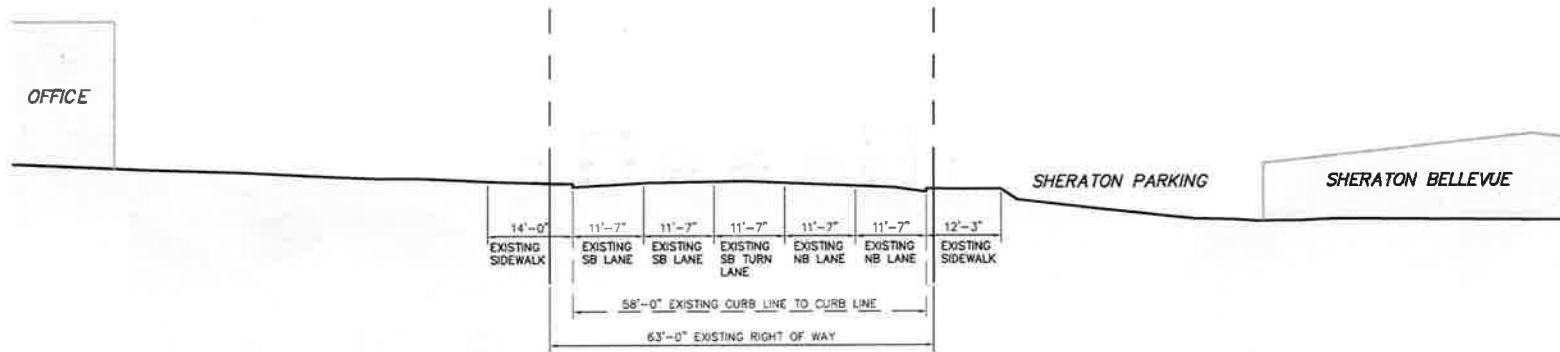 OFFICE
SHERATON PARKING
SHERATON BELLEVUE
14'-0"
11'-7"
11'-7"
11'-7"
11'-7"
11'-7"
12'-3"
EXISTING
SIDEWALK
EXISTING
SB LANE
EXISTING
SB LANE
EXISTING
SB TURN
LANE
EXISTING
NB LANE
EXISTING
NB LANE
EXISTING
SIDEWALK
58'-0" EXISTING CURB LINE TO CURB LINE
63'-0" EXISTING RIGHT OF WAY